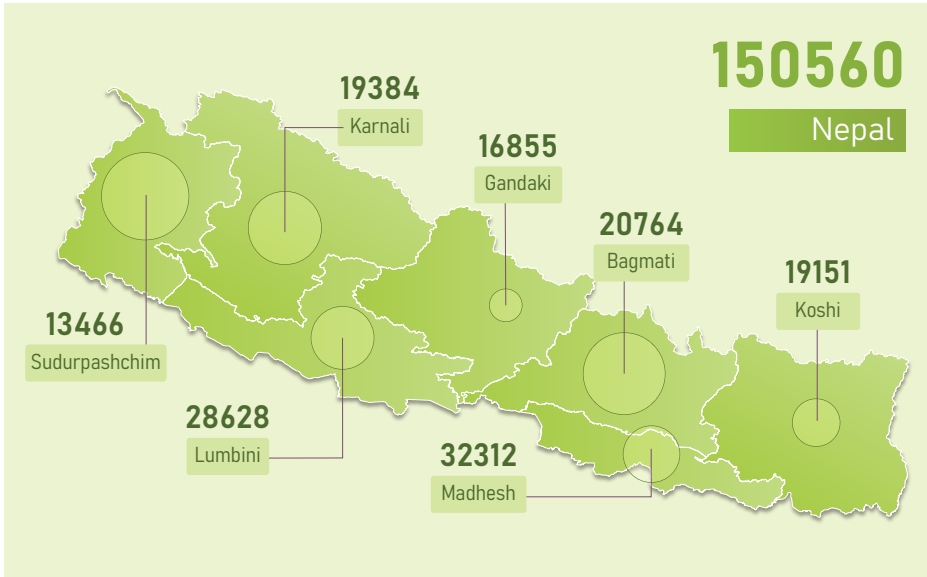 150560
Nepal
19384
Karnali
16855
Gandaki
20764
Bagmati
19151
Koshi
13466
Sudurpashchim
28628
Lumbini
32312
Madhesh